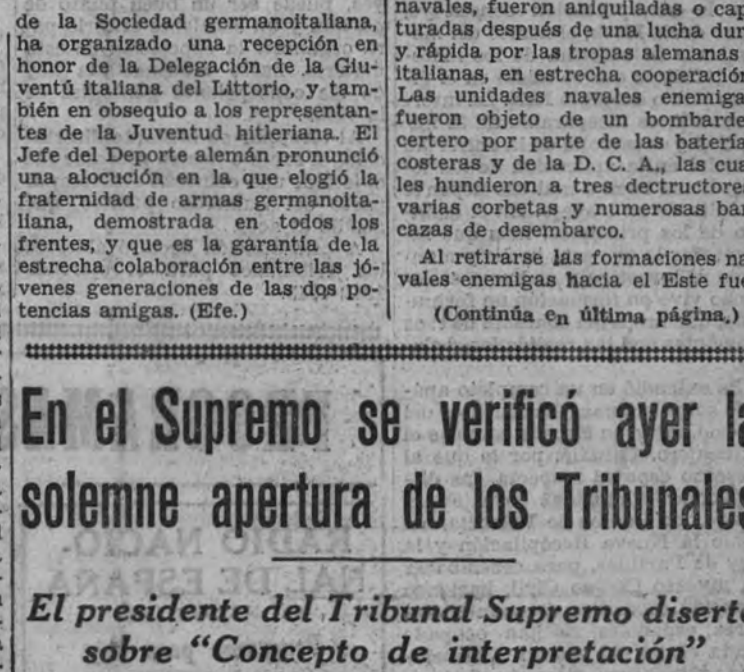 de la Sociedad germanoitaliana,
ha organizado una recepción en
honor de la Delegación de la Giu-
ventú italiana del Littorio, y tam-
bién en obsequio a los representan-
tes de la Juventud hitleriana. El
Jefe del Deporte alemán pronunció
una alocución en la que elogió la
fraternidad de armas germanoita-
liana, demostrada en todos los
frentes, y que es la garantía de la
estrecha colaboración entre las jó-
venes generaciones de las dos po-
tencias amigas. (Efe.)
navales, fueron aniquiladas o cap
turadas después de una lucha dur
y rápida por las tropas alemanas
italianas, en estrecha cooperación
Las unidades navales enemiga
fueron objeto de un bombarde
certero por parte de las batería
costeras y de la D. C. A., las cua
les hundieron a tres dectructore
varias corbetas y numerosas bar
cazas de desembarco.
Al retirarse las formaciones na
vales enemigas hacia el Este fue
(Continúa en última página.)
En el Supremo se verificó ayer la
solemne apertura de los Tribunales
El presidente del Tribunal Supremo disertó
sobre "Concepto de interpretación"